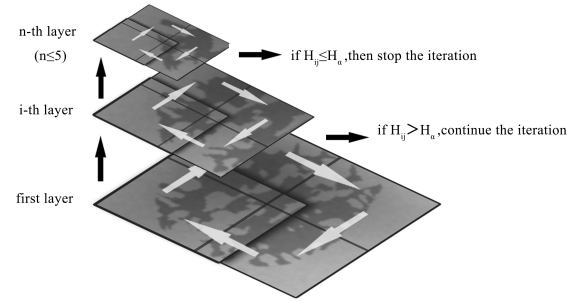 n-th layer
(n≤5)
if Hij≤Hα,then stop the iteration
i-th layer
if Hij>Hα,continue the iteration
first layer